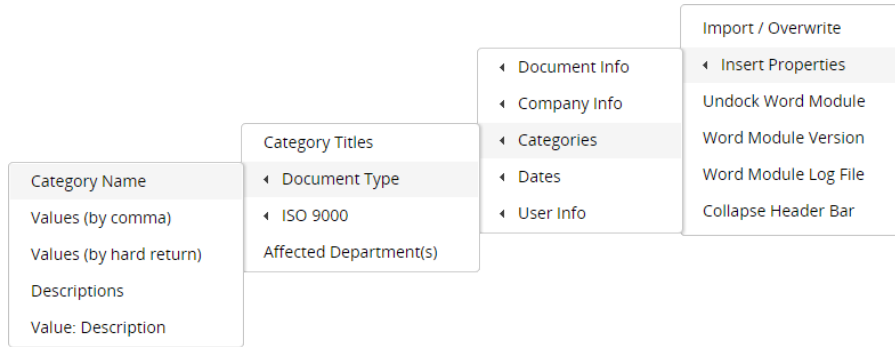 Import / Overwrite
Insert Properties
Undock Word Module
Word Module Version
Word Module Log File
Collapse Header Bar
Document Info
Company Info
Categories
Dates
User Info
Category Titles
Document Type
ISO 9000
Affected Department(s)
Category Name
Values (by comma)
Values (by hard return)
Descriptions
Value: Description